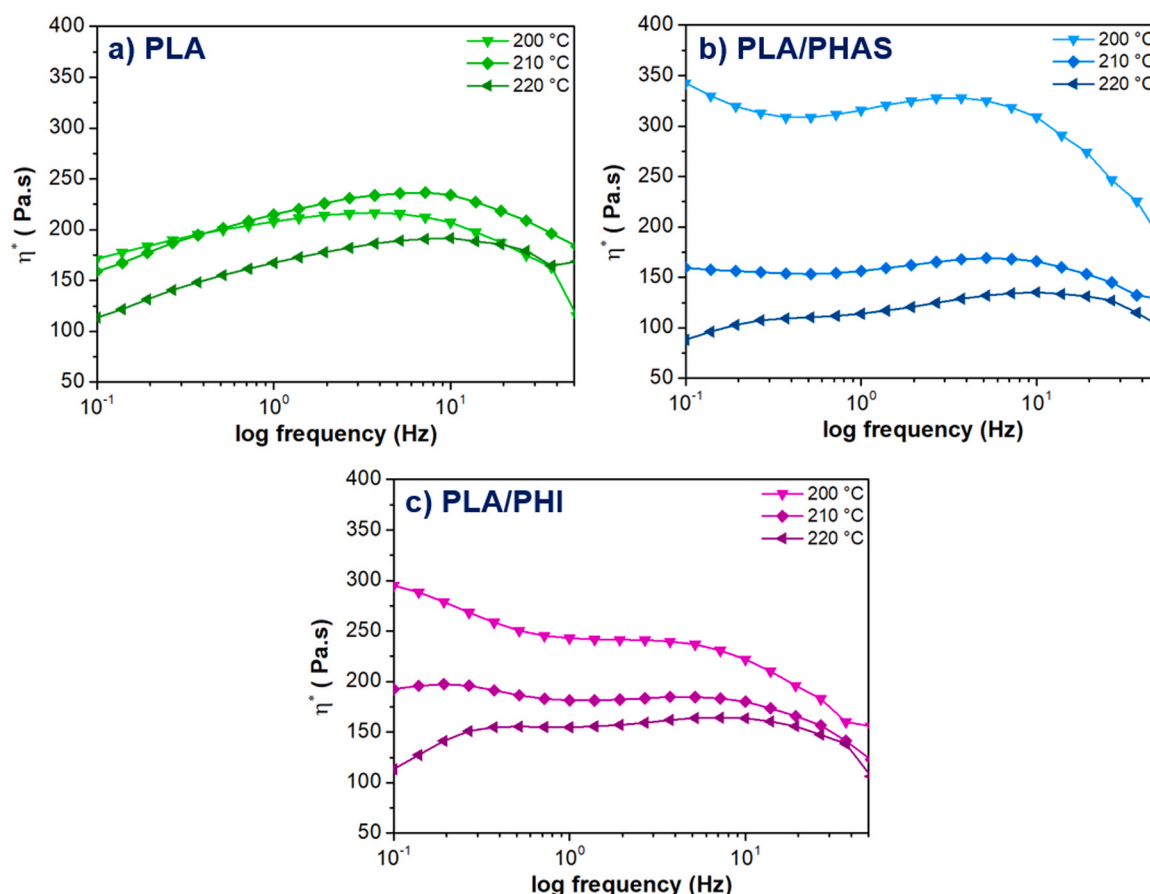 a) PLA
200 °C
210 °C
220 °C
400
350
300
250
200
150
100
50
η* ( Pa.s)
10-1
100
101
log frequency (Hz)
b) PLA/PHAS
200 °C
210 °C
220 °C
400
350
300
250
200
150
100
50
η* ( Pa.s)
10-1
100
101
log frequency (Hz)
c) PLA/PHI
200 °C
210 °C
220 °C
400
350
300
250
200
150
100
50
η* ( Pa.s)
10-1
100
101
log frequency (Hz)